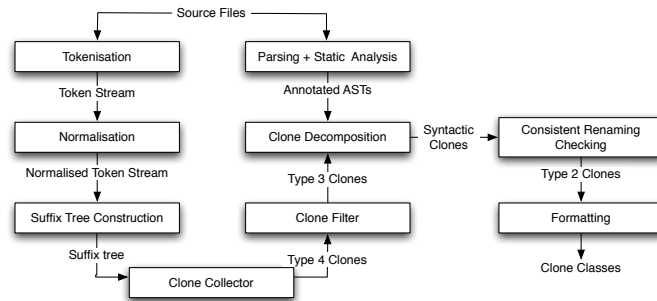 Source Files
Tokenisation
Parsing + Static Analysis
Token Stream
Annotated ASTs
Normalisation
Clone Decomposition
Syntactic
Clones
Consistent Renaming
Checking
Normalised Token Stream
Type 3 Clones
Type 2 Clones
Suffix Tree Construction
Clone Filter
Formatting
Suffix tree
Type 4 Clones
Clone Collector
Clone Classes